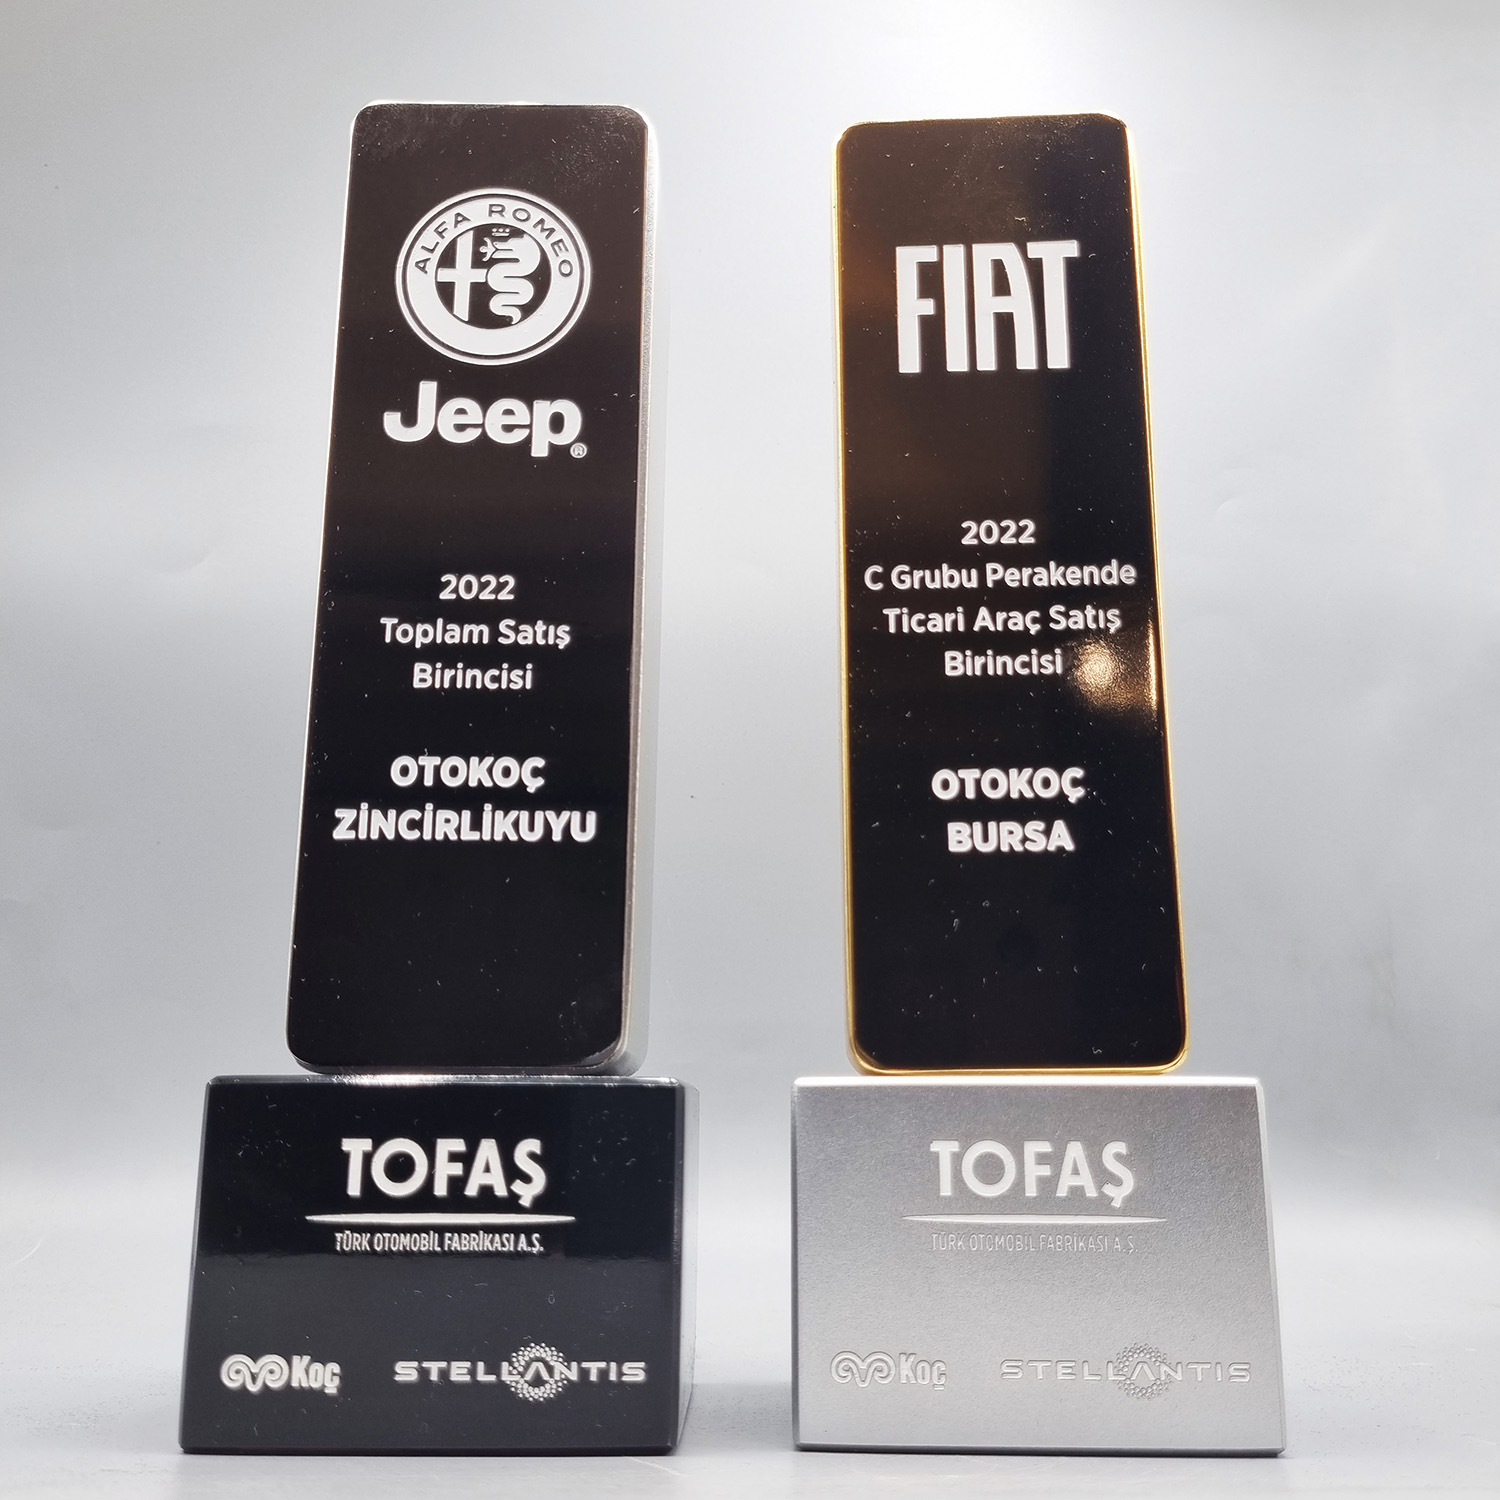 ALFA ROMEO
Jeep®
2022
Toplam Satış
Birincisi
OTOKOÇ
ZİNCİRLİKUYU
TOFAŞ
TÜRK OTOMOBİL FABRİKASI A.Ş.
Koç
STELLANTIS
FIAT
2022
C Grubu Perakende
Ticari Araç Satış
Birincisi
OTOKOÇ
BURSA
TOFAŞ
TÜRK OTOMOBİL FABRİKASI A.Ş.
Koç
STELLANTIS